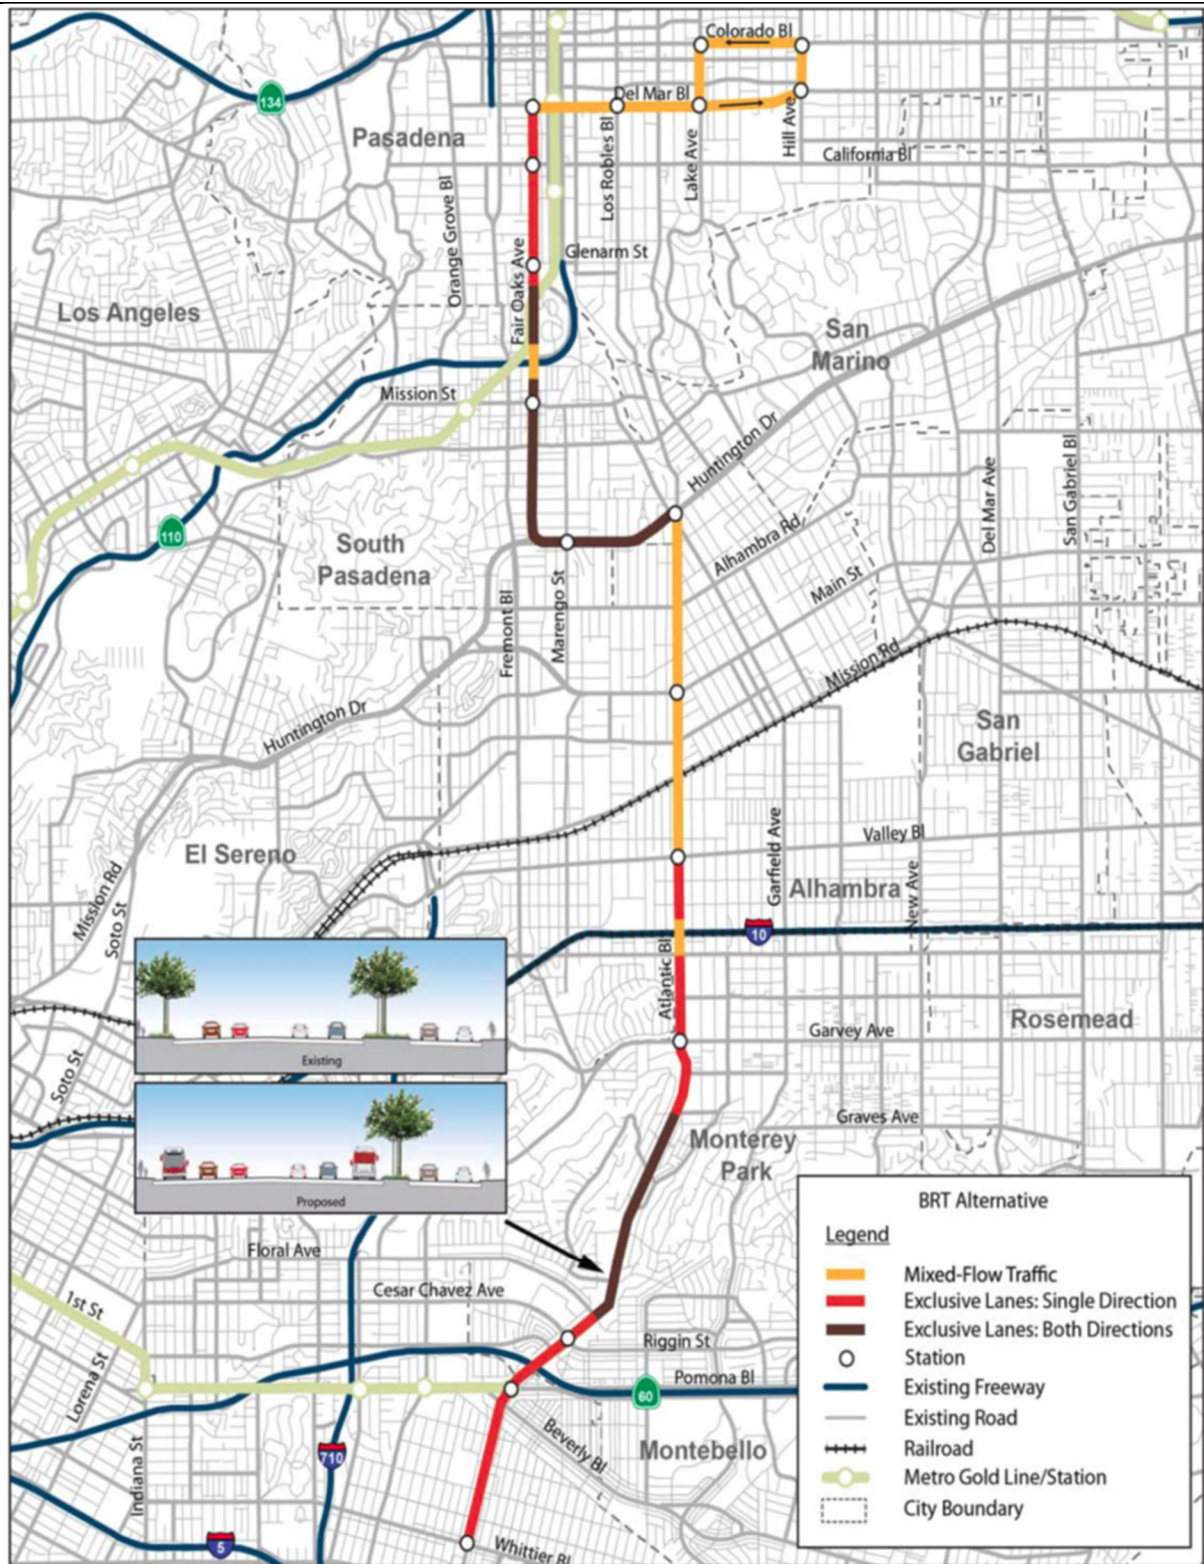 Colorado Bl
Del Mar Bl
134
Pasadena
Hill Ave
California Bl
Los Robles Bl
Lake Ave
Orange Grove Bl
Glenarm St
Fair Oaks Ave
Los Angeles
San
Marino
Mission St
Huntington Dr
San Gabriel Bl
Del Mar Ave
110
South
Pasadena
Alhambra Rd
Main St
Fremont Bl
Marengo St
Mission Rd
Huntington Dr
San
Gabriel
El Sereno
Valley Bl
Garfield Ave
Alhambra
New Ave
Mission Rd
Soto St
10
Atlantic Bl
Garvey Ave
Rosemead
Existing
Soto St
Graves Ave
Monterey
Park
Proposed
Floral Ave
Cesar Chavez Ave
1st St
Riggin St
Pomona Bl
60
Lorena St
Indiana St
710
Beverly Bl
Montebello
5
Whittier Bl
BRT Alternative
Legend
Mixed-Flow Traffic
Exclusive Lanes: Single Direction
Exclusive Lanes: Both Directions
Station
Existing Freeway
Existing Road
Railroad
Metro Gold Line/Station
City Boundary